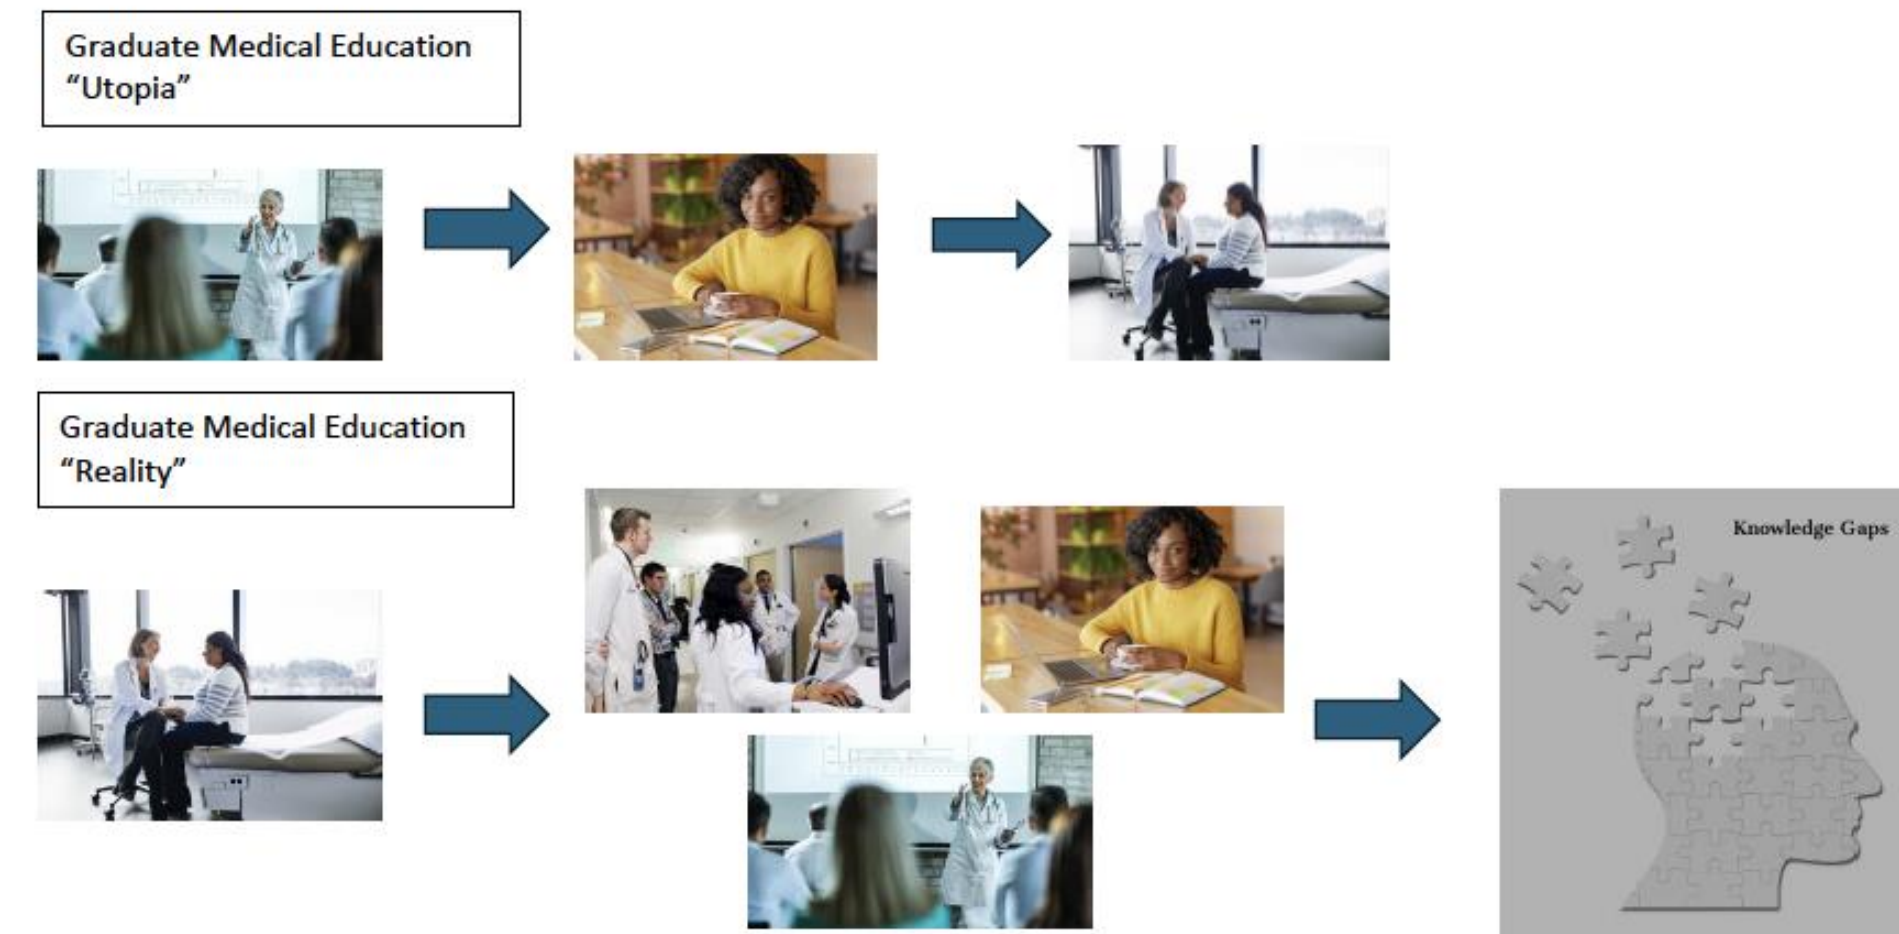 Graduate Medical Education
“Utopia”
Graduate Medical Education
“Reality”
Knowledge Gaps